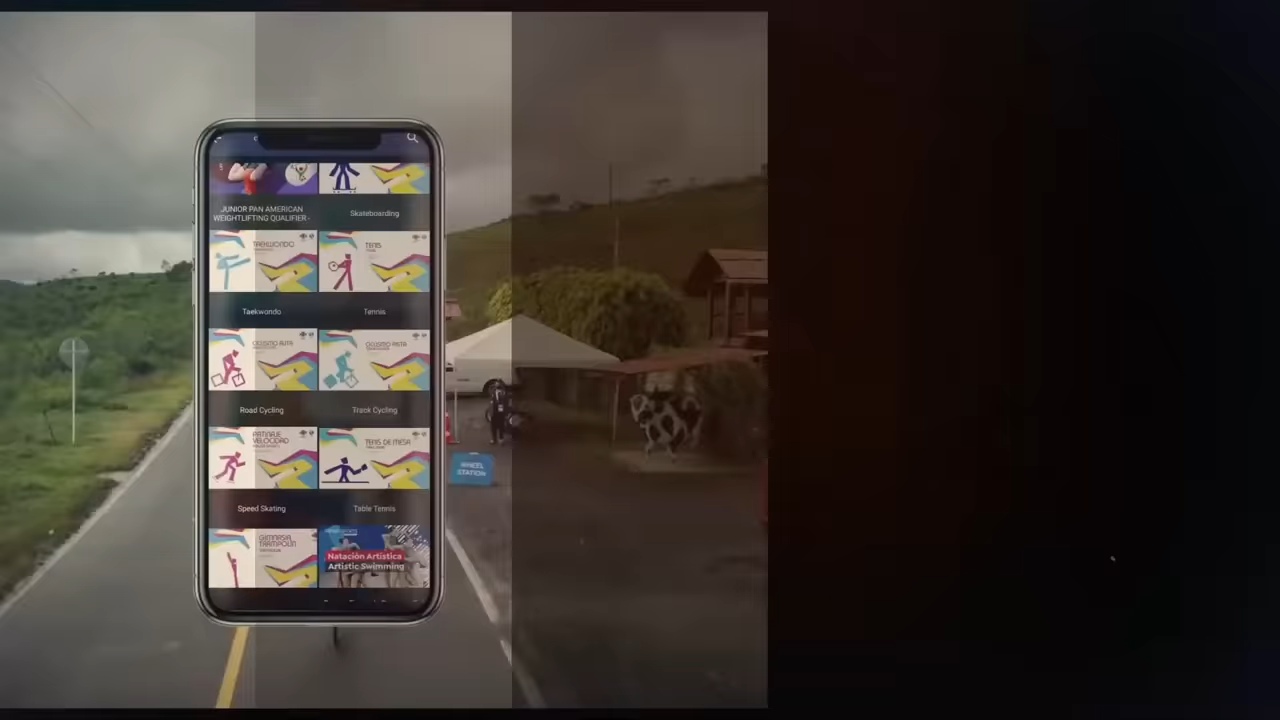 JUNIOR PAN AMERICAN
WEIGHTLIFTING QUALIFIER -
Skateboarding
TAEKWONDO
TENIS
Taekwondo
Tennis
CICLISMO RUTA
CICLISMO PISTA
Road Cycling
Track Cycling
PATINAJE
VELOCIDAD
TENIS DE MESA
Speed Skating
Table Tennis
GIMNASIA
TRAMPOLÍN
Natación Artística
Artistic Swimming
WHEEL
STATION